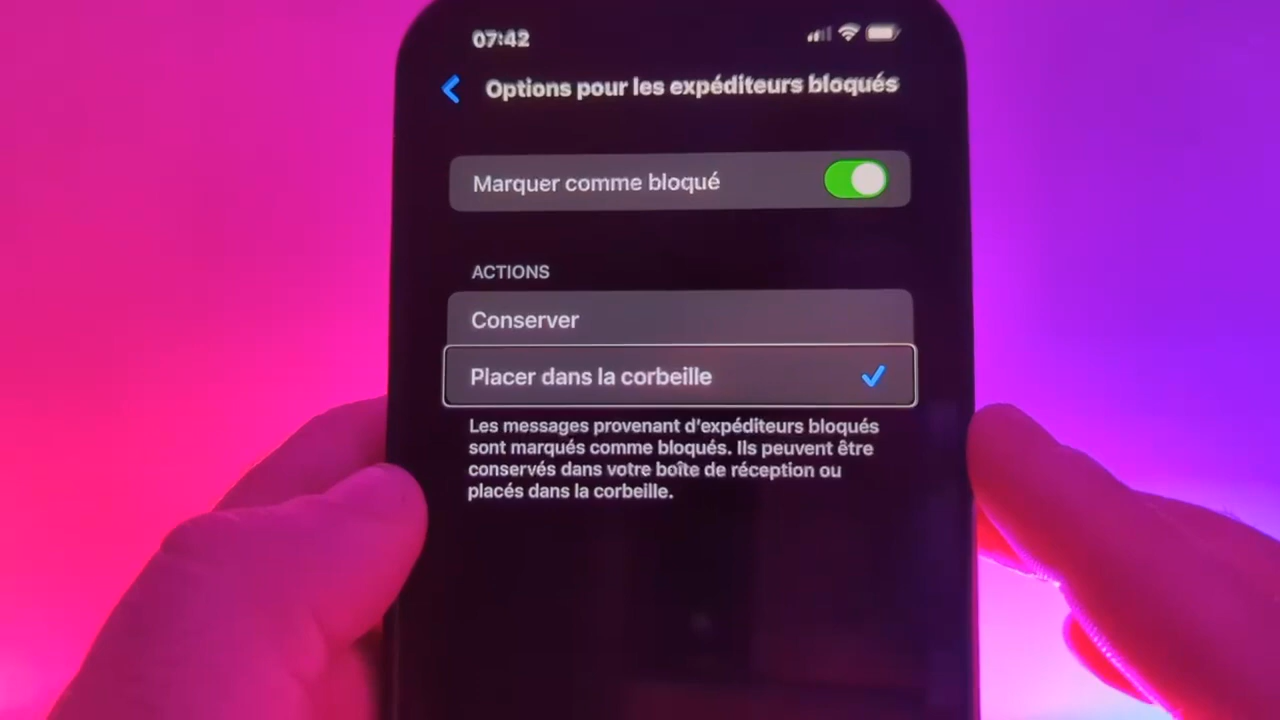 07:42
Options pour les expéditeurs bloqués
Marquer comme bloqué
ACTIONS
Conserver
Placer dans la corbeille
Les messages provenant d'expéditeurs bloqués
sont marqués comme bloqués. Ils peuvent être
conservés dans votre boîte de réception ou
placés dans la corbeille.